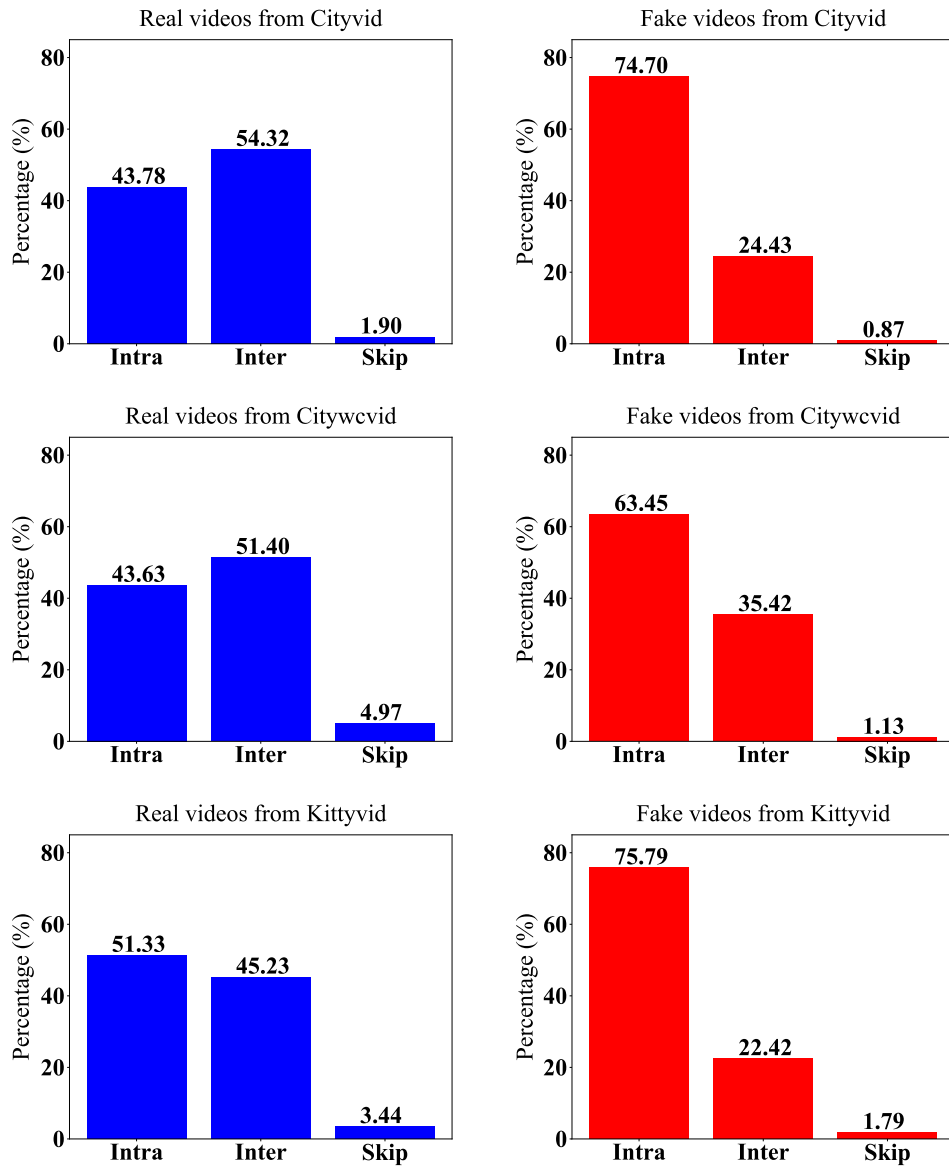 Real videos from Cityvid
Percentage (%)
80
60
40
20
0
43.78
54.32
1.90
Intra Inter Skip
Fake videos from Cityvid
Percentage (%)
80
60
40
20
0
74.70
24.43
0.87
Intra Inter Skip
Real videos from Citywcvid
Percentage (%)
80
60
40
20
0
43.63
51.40
4.97
Intra Inter Skip
Fake videos from Citywcvid
Percentage (%)
80
60
40
20
0
63.45
35.42
1.13
Intra Inter Skip
Real videos from Kittyvid
Percentage (%)
80
60
40
20
0
51.33
45.23
3.44
Intra Inter Skip
Fake videos from Kittyvid
Percentage (%)
80
60
40
20
0
75.79
22.42
1.79
Intra Inter Skip